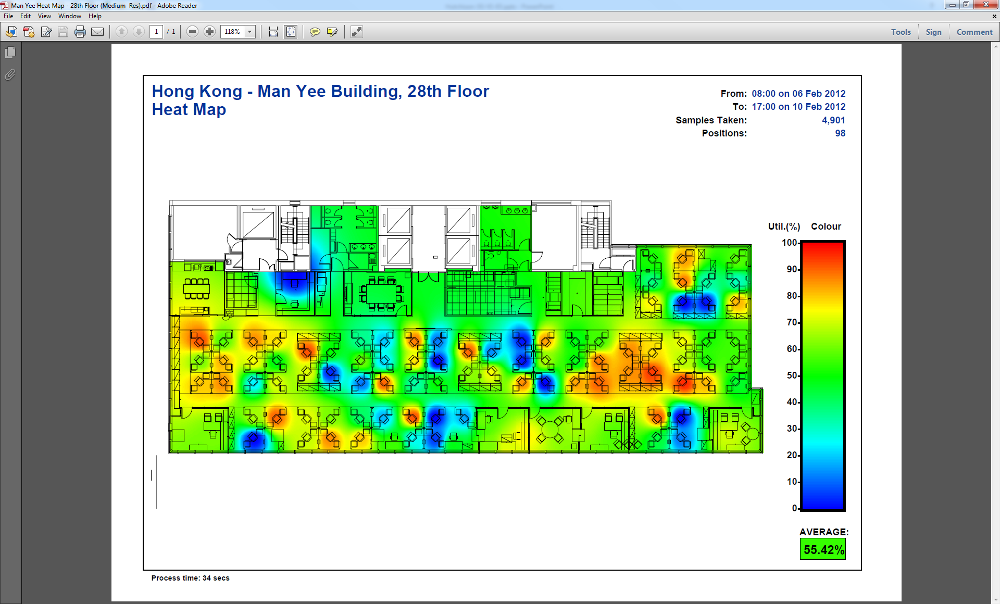 Man Yee Heat Map - 28th Floor (Medium  Res).pdf - Adobe Reader
File Edit View Window Help
1 / 1 118% Tools Sign Comment
Hong Kong - Man Yee Building, 28th Floor
Heat Map
From: 08:00 on 06 Feb 2012
To: 17:00 on 10 Feb 2012
Samples Taken: 4,901
Positions: 98
Util.(%) Colour
100
90
80
70
60
50
40
30
20
10
0
AVERAGE:
55.42%
Process time: 34 secs